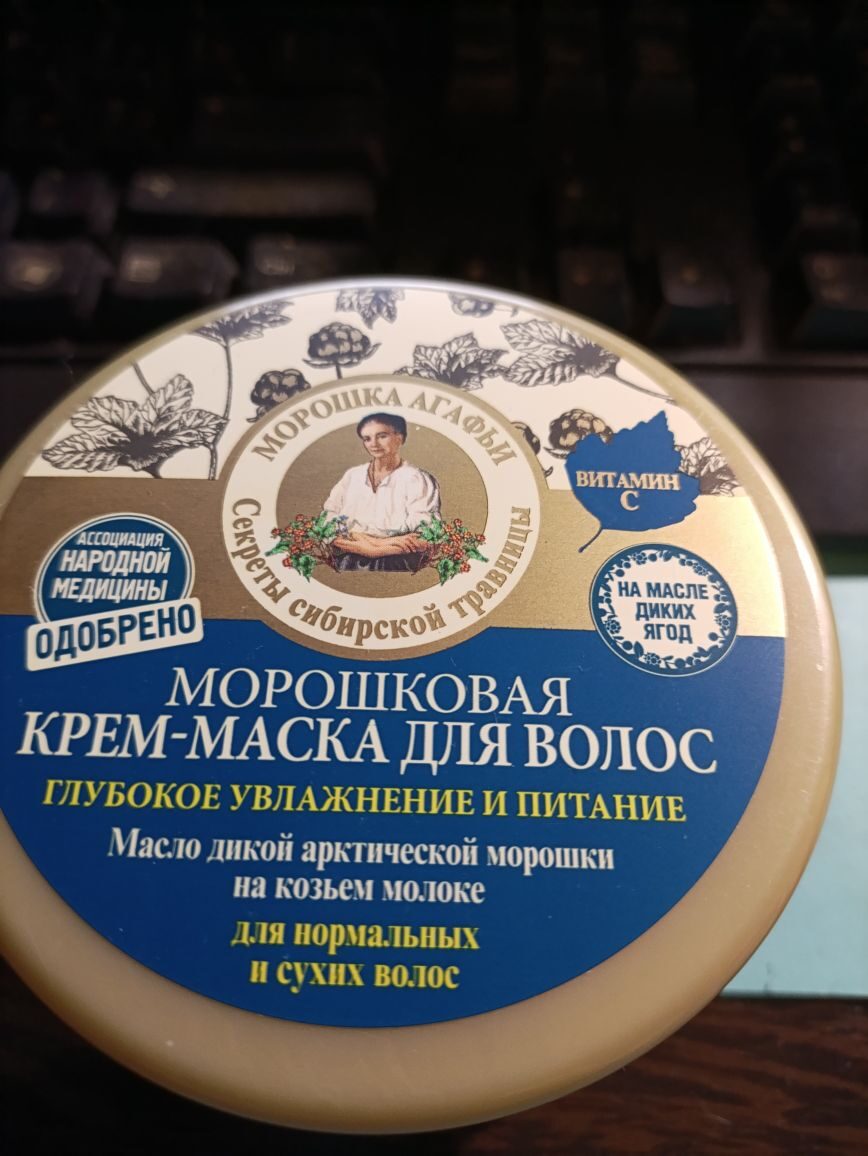 МОРОШКА АГАФЬИ
Секреты сибирской травницы
ВИТАМИН
С
АССОЦИАЦИЯ
НАРОДНОЙ
МЕДИЦИНЫ
ОДОБРЕНО
НА МАСЛЕ
ДИКИХ
ЯГОД
МОРОШКОВАЯ
КРЕМ-МАСКА ДЛЯ ВОЛОС
ГЛУБОКОЕ УВЛАЖНЕНИЕ И ПИТАНИЕ
Масло дикой арктической морошки
на козьем молоке
для нормальных
и сухих волос